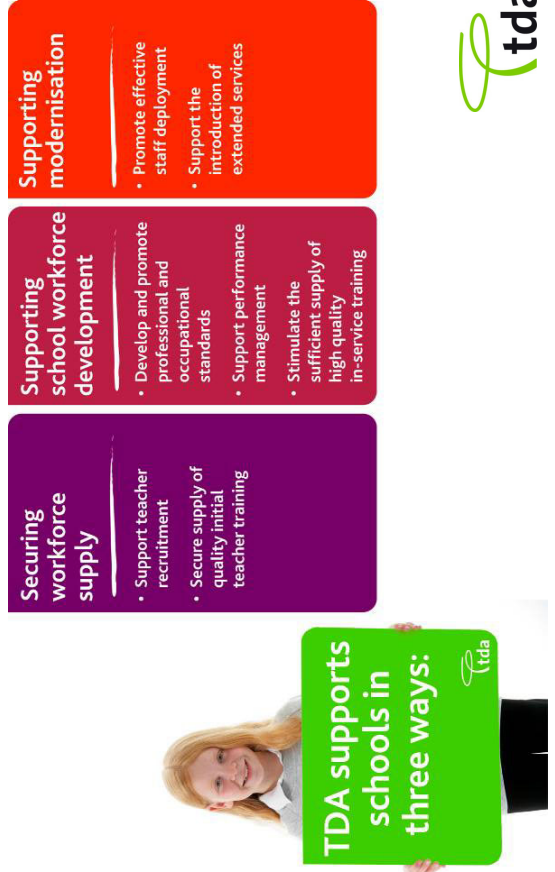 TDA supports
schools in
three ways:
tda
Securing
workforce
supply
• Support teacher
recruitment
• Secure supply of
quality initial
teacher training
Supporting
school workforce
development
• Develop and promote
professional and
occupational
standards
• Support performance
management
• Stimulate the
sufficient supply of
high quality
in-service training
Supporting
modernisation
• Promote effective
staff deployment
• Support the
introduction of
extended services
tda